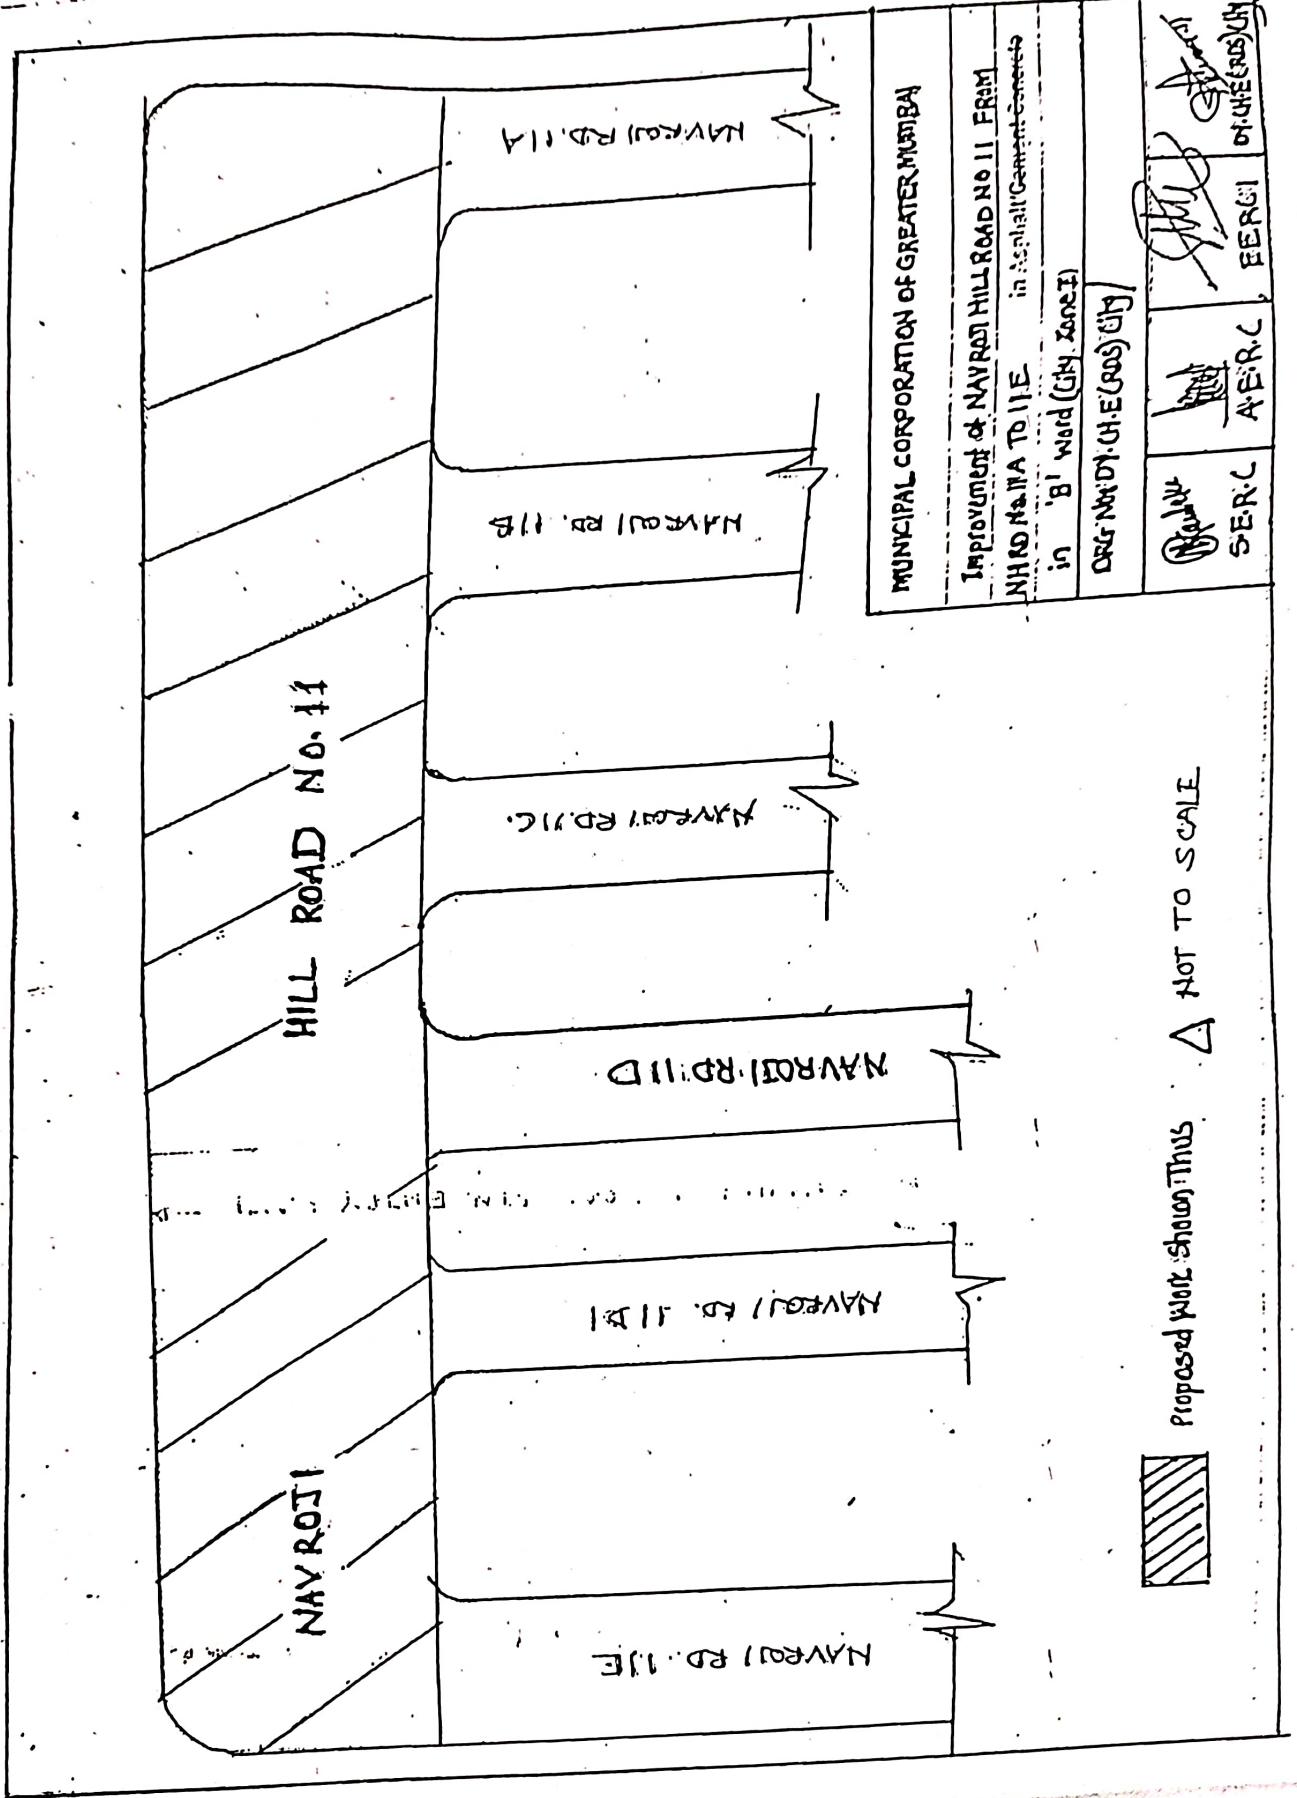 NAVROJI HILL ROAD No. 11
NAVROJI RD. 11E
NAVROJI RD. 11D1
NAVROJI RD. 11D
NAVROJI RD. 11C.
NAVROJI RD. 11B
NAVROJI RD. 11A
Proposed Work Shown Thus
NOT TO SCALE
MUNICIPAL CORPORATION OF GREATER MUMBAI
Improvement of NAVROJI HILL ROAD NO 11 FROM
NHRD No 11A TO 11E in Asphalt/Cement Concrete
in 'B' Ward (City Zone I)
DRG No: DY.CH.E(RDS) City
S.E.R.C
A.E.R.C
EERCI
DY.CH.E(RDS)City